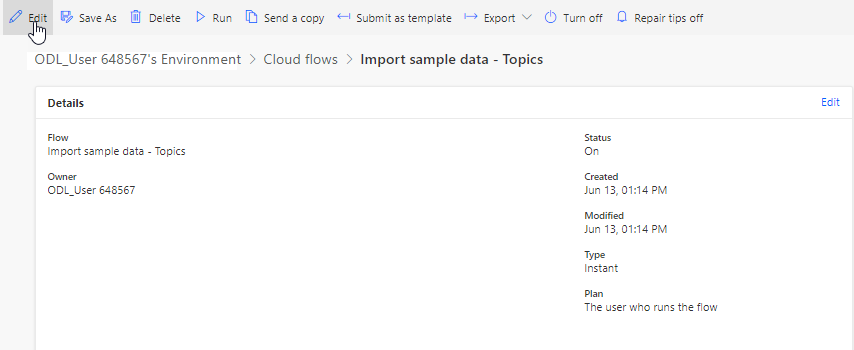 Edit Save As Delete Run Send a copy Submit as template Export Turn off Repair tips off
ODL_User 648567's Environment > Cloud flows > Import sample data - Topics
Details Edit
Flow
Import sample data - Topics
Owner
ODL_User 648567
Status
On
Created
Jun 13, 01:14 PM
Modified
Jun 13, 01:14 PM
Type
Instant
Plan
The user who runs the flow